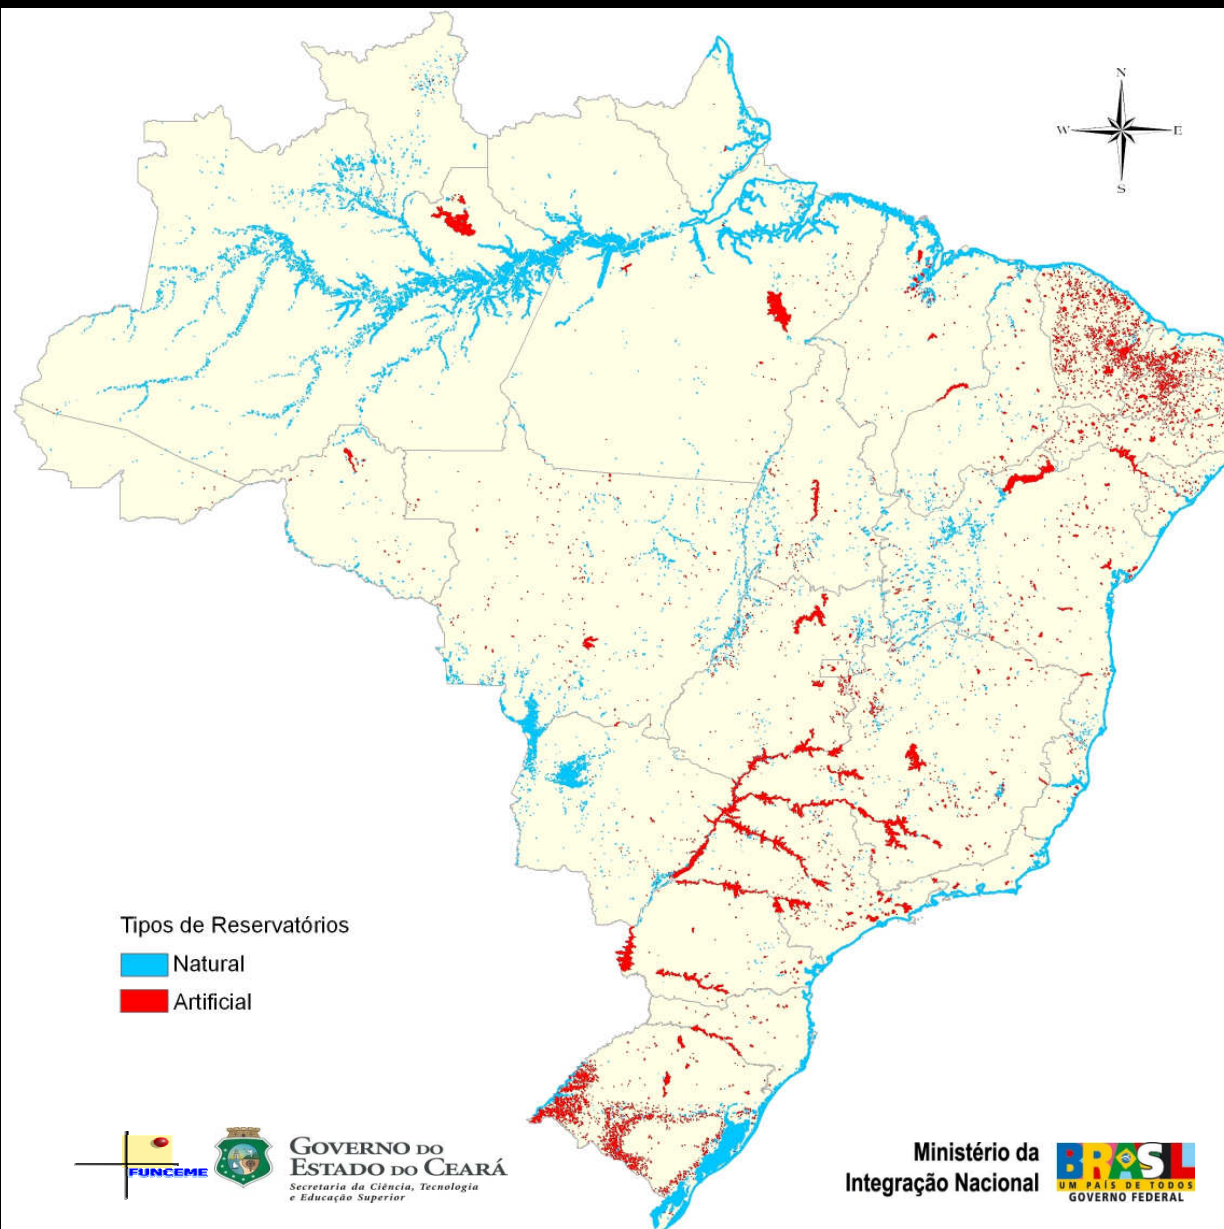 N
W
E
S
Tipos de Reservatórios
Natural
Artificial
FUNCEME
GOVERNO DO
ESTADO DO CEARÁ
Secretaria da Ciência, Tecnologia
e Educação Superior
Ministério da
Integração Nacional
BRASIL
UM PAÍS DE TODOS
GOVERNO FEDERAL